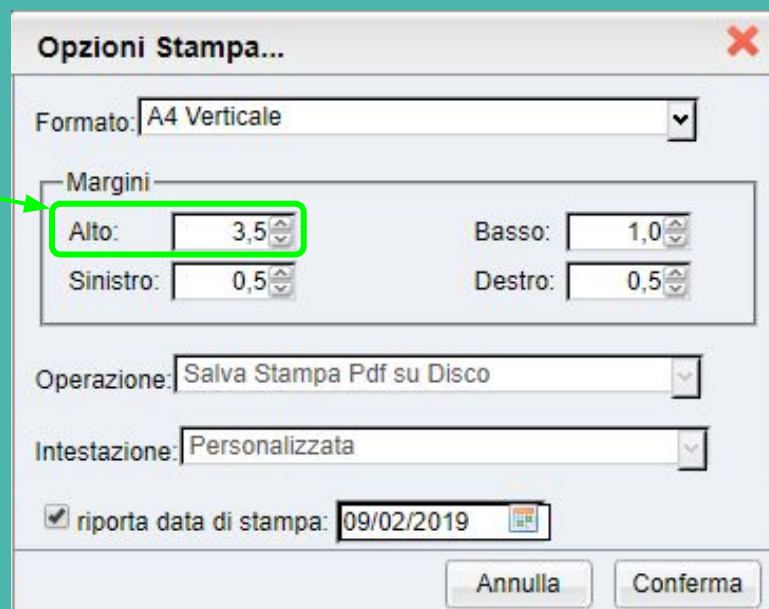 Opzioni Stampa...
Formato: A4 Verticale
Margini
Alto: 3,5 Basso: 1,0
Sinistro: 0,5 Destro: 0,5
Operazione: Salva Stampa Pdf su Disco
Intestazione: Personalizzata
riporta data di stampa: 09/02/2019
Annulla Conferma